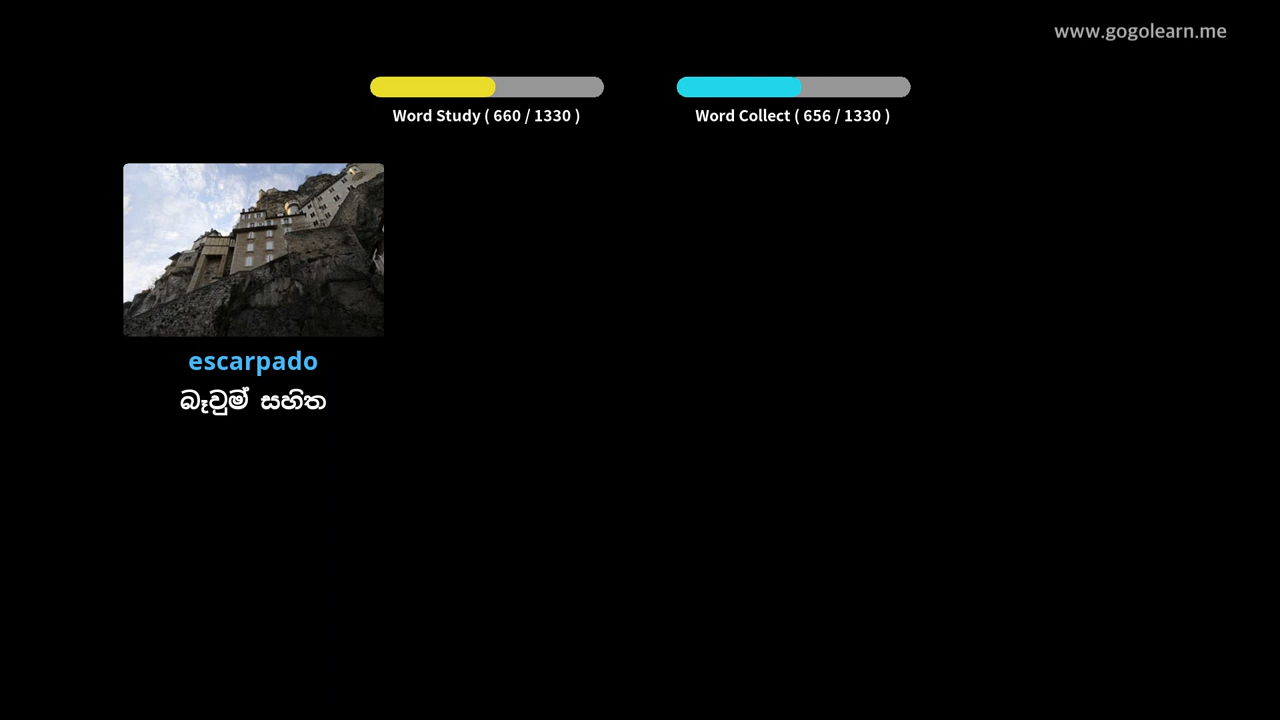 www.gogolearn.me
Word Study ( 660 / 1330 )
Word Collect ( 656 / 1330 )
escarpado
බෑවුම් සහිත